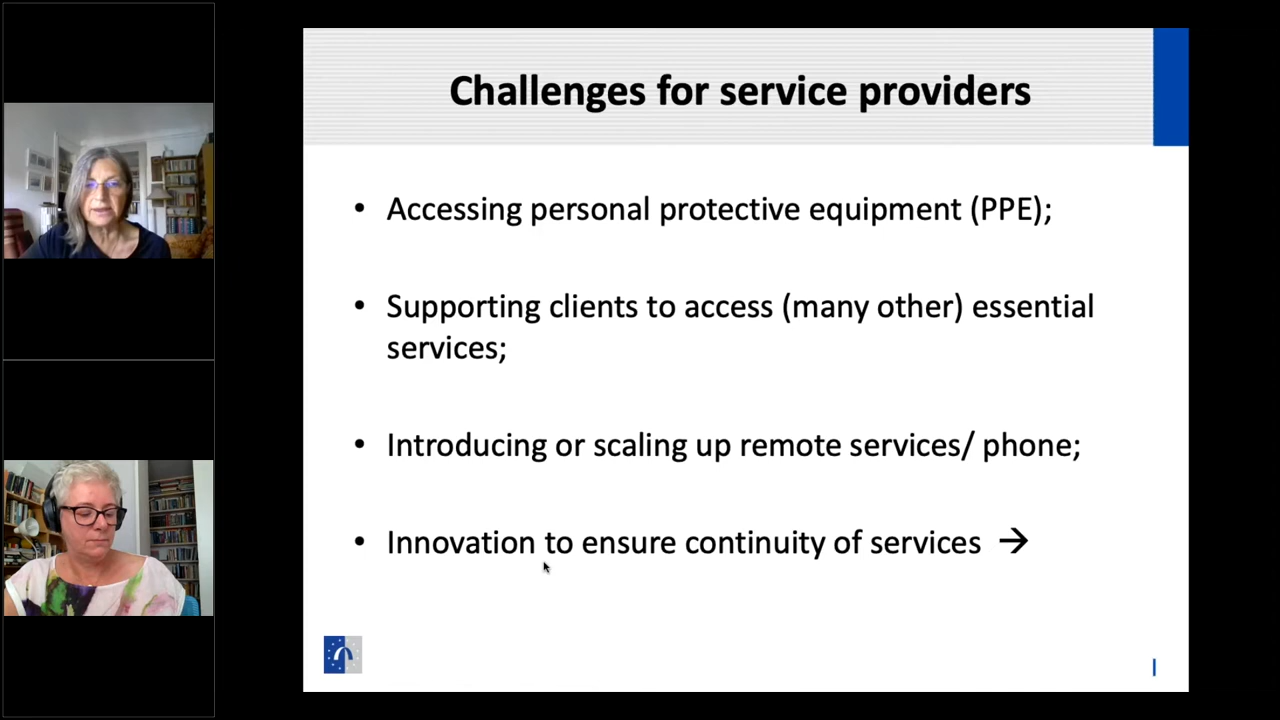 Challenges for service providers
• Accessing personal protective equipment (PPE);
• Supporting clients to access (many other) essential
services;
• Introducing or scaling up remote services/ phone;
• Innovation to ensure continuity of services →